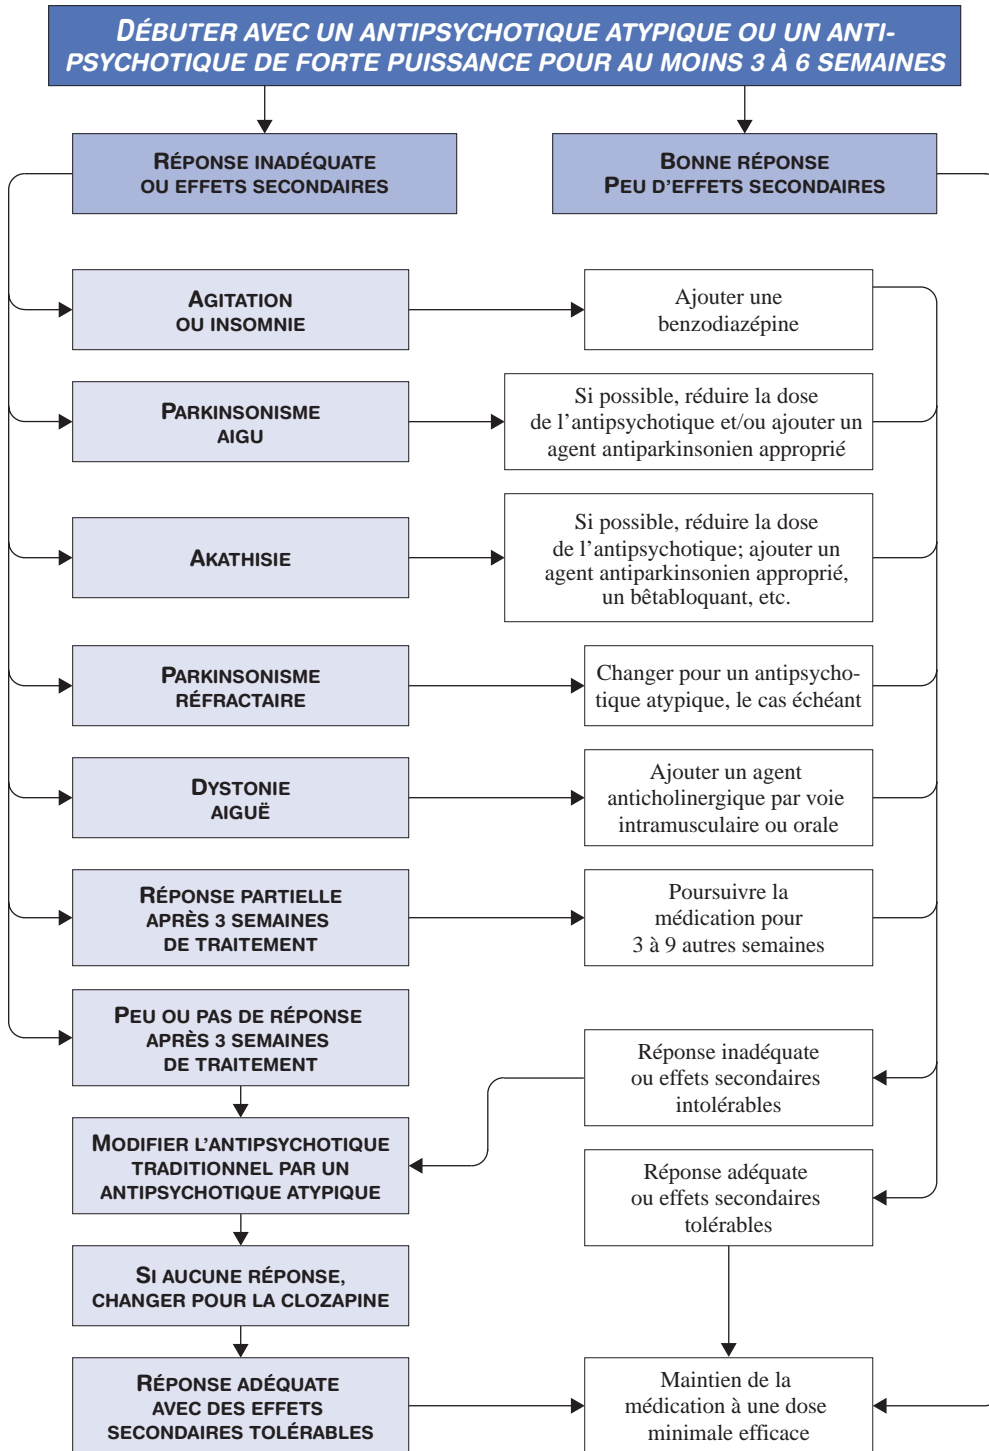 DÉBUTER AVEC UN ANTIPSYCHOTIQUE ATYPIQUE OU UN ANTI-
PSYCHOTIQUE DE FORTE PUISSANCE POUR AU MOINS 3 À 6 SEMAINES
RÉPONSE INADÉQUATE
OU EFFETS SECONDAIRES
BONNE RÉPONSE
PEU D'EFFETS SECONDAIRES
AGITATION
OU INSOMNIE
Ajouter une
benzodiazépine
PARKINSONISME
AIGU
Si possible, réduire la dose
de l'antipsychotique et/ou ajouter un
agent antiparkinsonien approprié
AKATHISIE
Si possible, réduire la dose
de l'antipsychotique; ajouter un
agent antiparkinsonien approprié,
un bêtabloquant, etc.
PARKINSONISME
RÉFRACTAIRE
Changer pour un antipsycho-
tique atypique, le cas échéant
DYSTONIE
AIGUË
Ajouter un agent
anticholinergique par voie
intramusculaire ou orale
RÉPONSE PARTIELLE
APRÈS 3 SEMAINES
DE TRAITEMENT
Poursuivre la
médication pour
3 à 9 autres semaines
PEU OU PAS DE RÉPONSE
APRÈS 3 SEMAINES
DE TRAITEMENT
Réponse inadéquate
ou effets secondaires
intolérables
MODIFIER L'ANTIPSYCHOTIQUE
TRADITIONNEL PAR UN
ANTIPSYCHOTIQUE ATYPIQUE
Réponse adéquate
ou effets secondaires
tolérables
SI AUCUNE RÉPONSE,
CHANGER POUR LA CLOZAPINE
RÉPONSE ADÉQUATE
AVEC DES EFFETS
SECONDAIRES TOLÉRABLES
Maintien de la
médication à une dose
minimale efficace